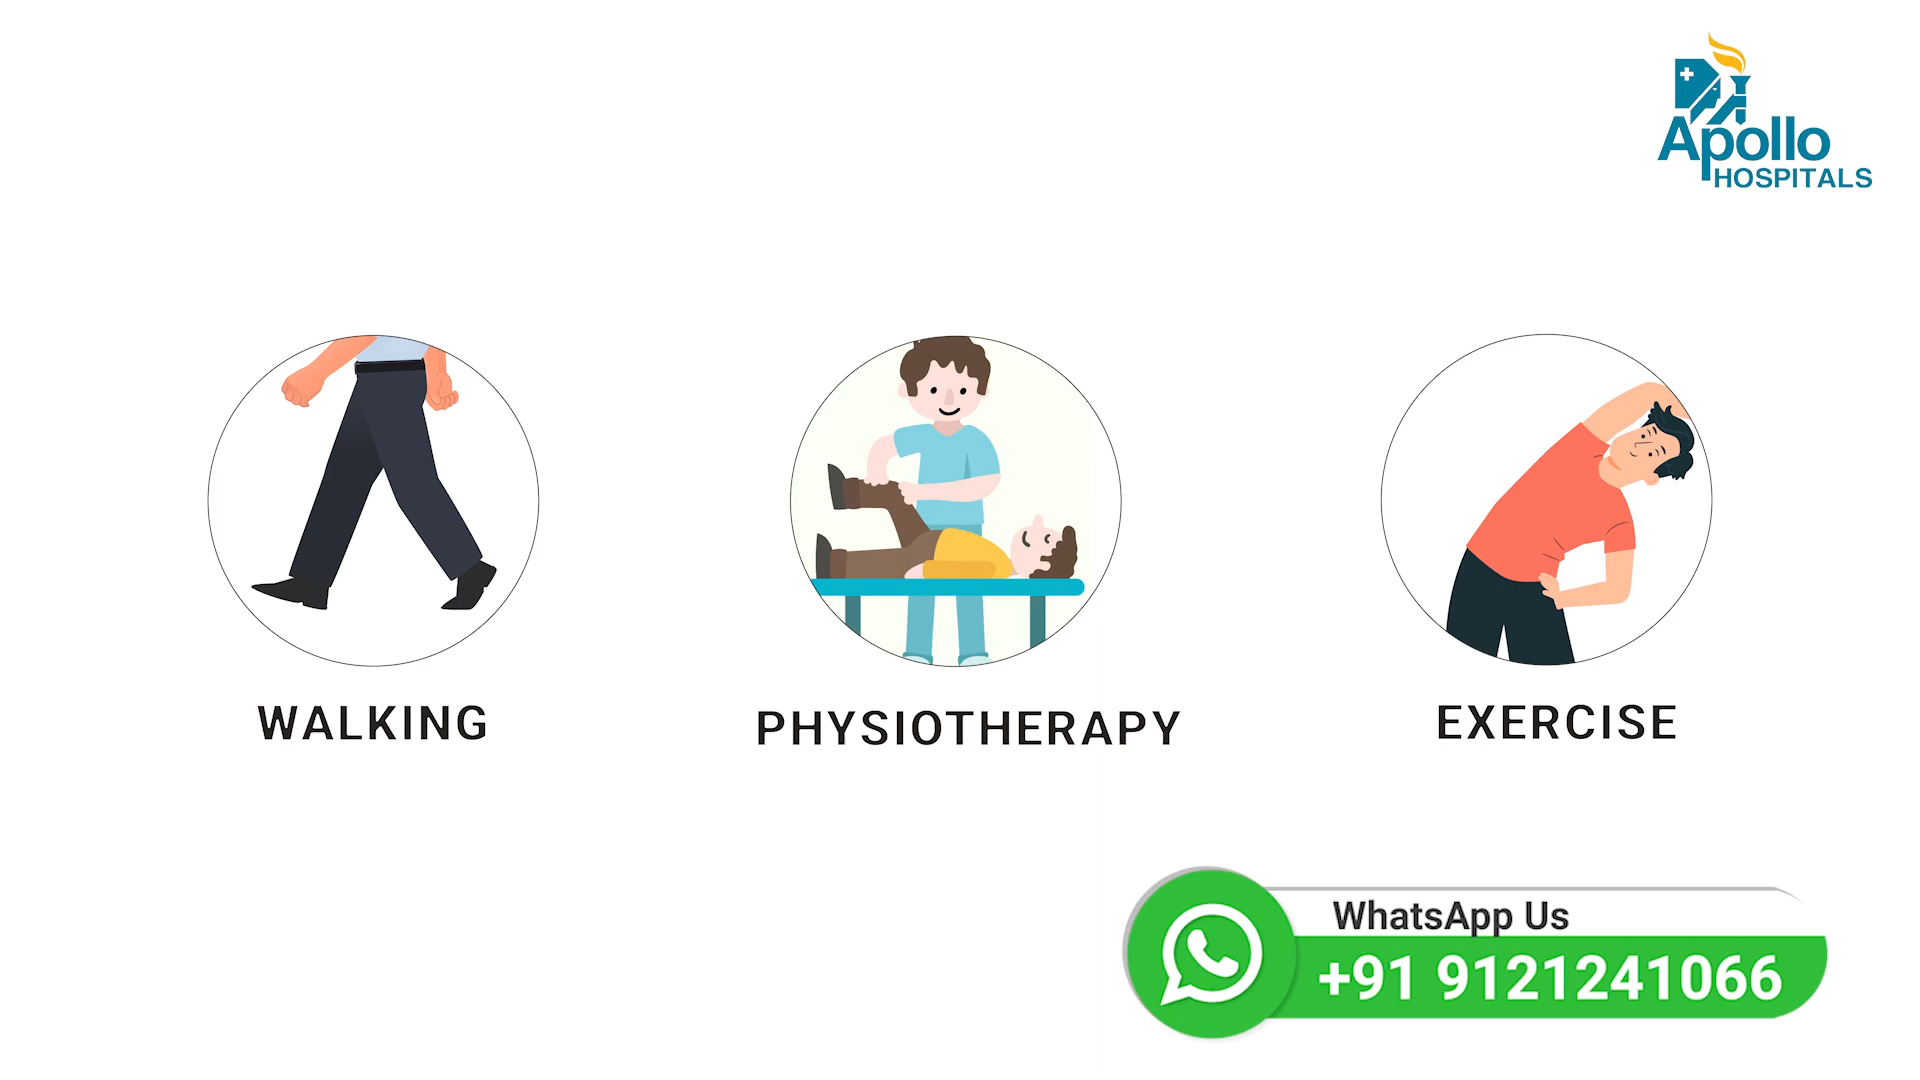 Apollo
HOSPITALS
WALKING
PHYSIOTHERAPY
EXERCISE
WhatsApp Us
+91 9121241066